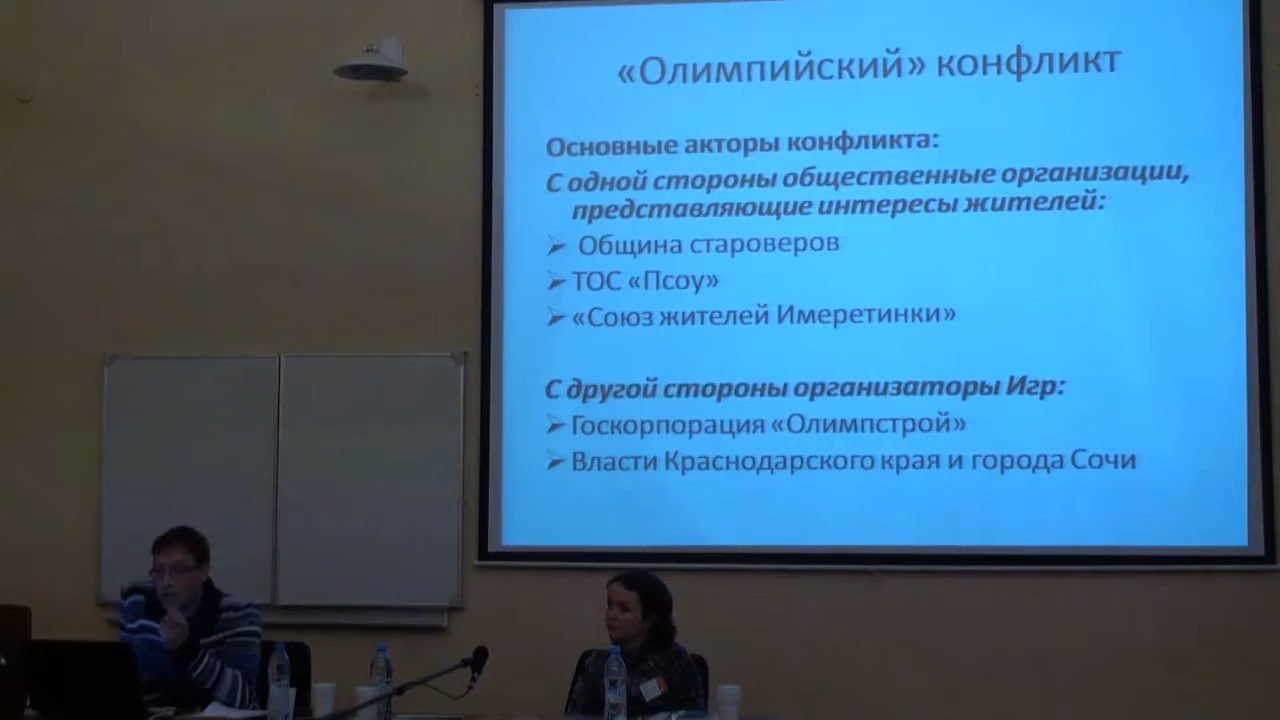 «Олимпийский» конфликт
Основные акторы конфликта:
С одной стороны общественные организации,
представляющие интересы жителей:
➢ Община староверов
➢ ТОС «Псоу»
➢ «Союз жителей Имеретинки»
С другой стороны организаторы Игр:
➢ Госкорпорация «Олимпстрой»
➢ Власти Краснодарского края и города Сочи